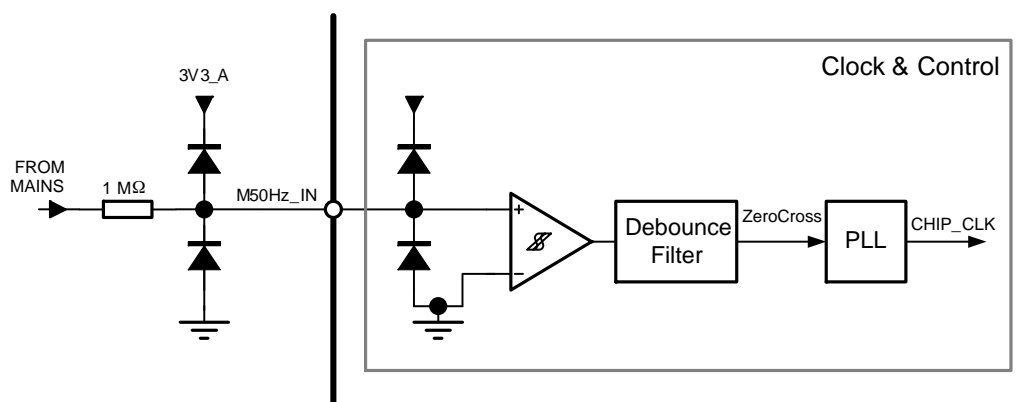 Clock & Control
3V3_A
FROM
MAINS
1 MΩ
M50Hz_IN
+
−
Debounce
Filter
ZeroCross
PLL
CHIP_CLK